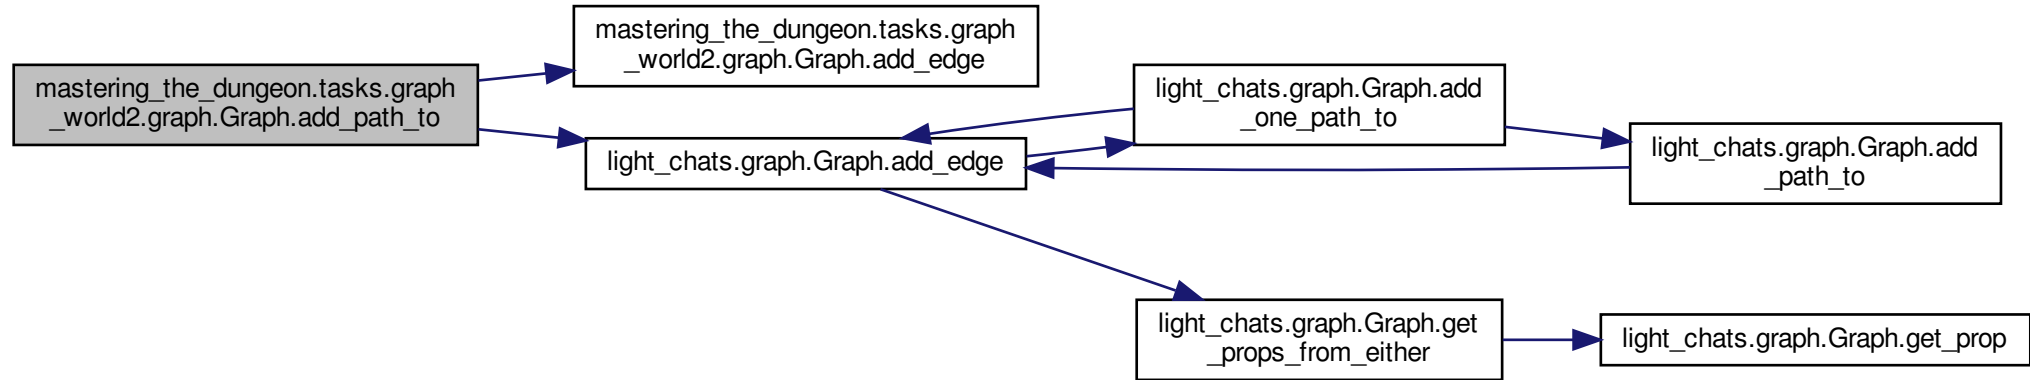 mastering_the_dungeon.tasks.graph
_world2.graph.Graph.add_path_to
mastering_the_dungeon.tasks.graph
_world2.graph.Graph.add_edge
light_chats.graph.Graph.add_edge
light_chats.graph.Graph.add
_one_path_to
light_chats.graph.Graph.add
_path_to
light_chats.graph.Graph.get
_props_from_either
light_chats.graph.Graph.get_prop